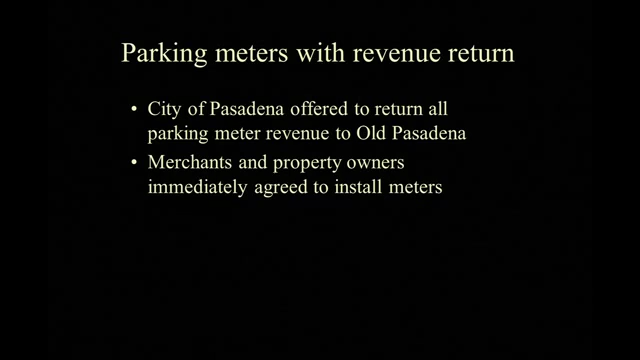 Parking meters with revenue return
• City of Pasadena offered to return all
parking meter revenue to Old Pasadena
• Merchants and property owners
immediately agreed to install meters